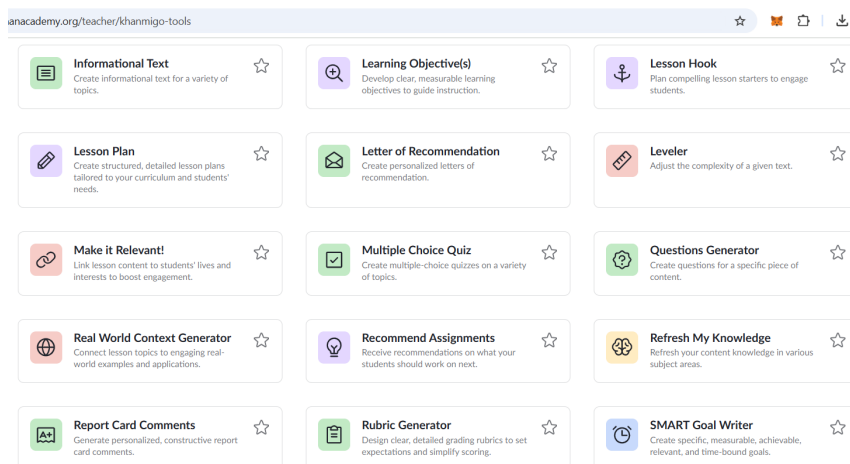 hanacademy.org/teacher/khanmigo-tools
Informational Text
Create informational text for a variety of
topics.
Learning Objective(s)
Develop clear, measurable learning
objectives to guide instruction.
Lesson Hook
Plan compelling lesson starters to engage
students.
Lesson Plan
Create structured, detailed lesson plans
tailored to your curriculum and students'
needs.
Letter of Recommendation
Create personalized letters of
recommendation.
Leveler
Adjust the complexity of a given text.
Make it Relevant!
Link lesson content to students' lives and
interests to boost engagement.
Multiple Choice Quiz
Create multiple-choice quizzes on a variety
of topics.
Questions Generator
Create questions for a specific piece of
content.
Real World Context Generator
Connect lesson topics to engaging real-
world examples and applications.
Recommend Assignments
Receive recommendations on what your
students should work on next.
Refresh My Knowledge
Refresh your content knowledge in various
subject areas.
A+
Report Card Comments
Generate personalized, constructive report
card comments.
Rubric Generator
Design clear, detailed grading rubrics to set
expectations and simplify scoring.
SMART Goal Writer
Create specific, measurable, achievable,
relevant, and time-bound goals.